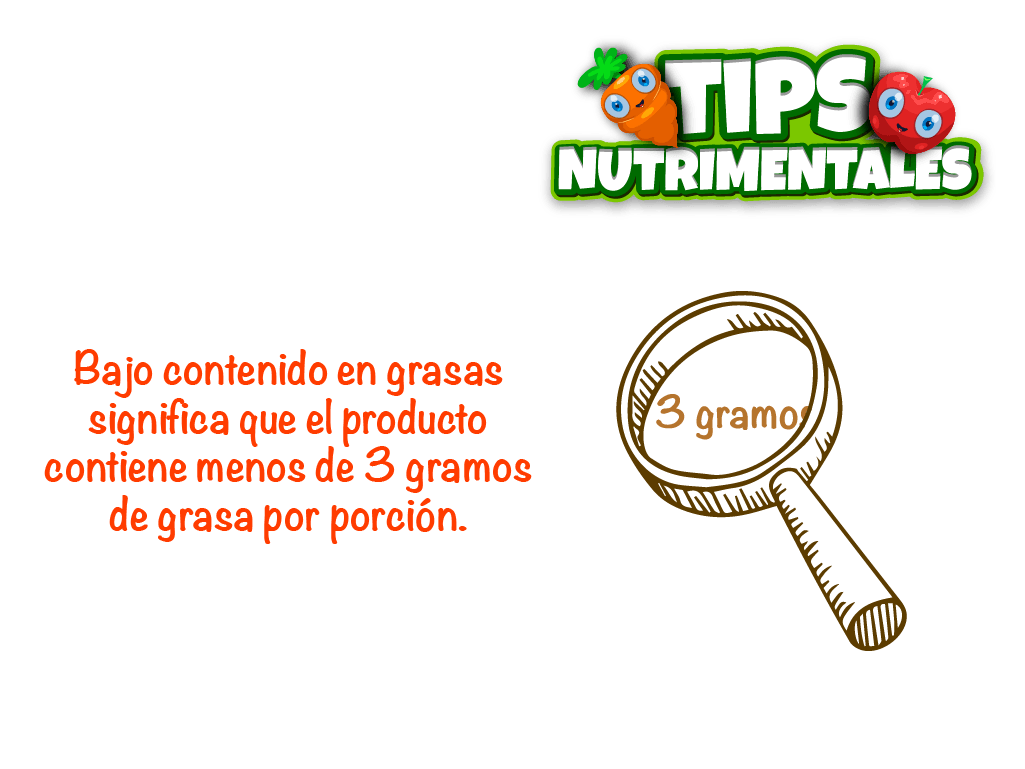 TIPS
NUTRIMENTALES
Bajo contenido en grasas
significa que el producto
contiene menos de 3 gramos
de grasa por porción.
3 gramos